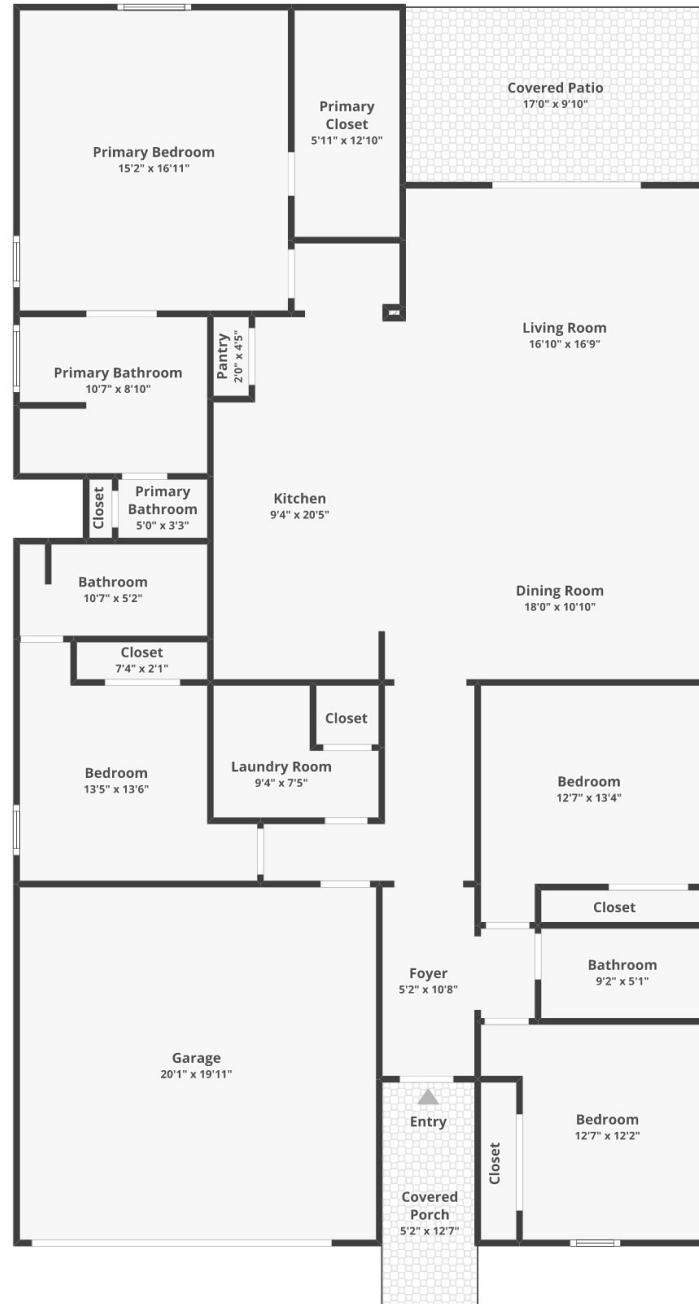 Covered Patio
17'0" x 9'10"
Primary
Closet
5'11" x 12'10"
Primary Bedroom
15'2" x 16'11"
Living Room
16'10" x 16'9"
Pantry
2'0" x 4'5"
Primary Bathroom
10'7" x 8'10"
Kitchen
9'4" x 20'5"
Closet
Primary
Bathroom
5'0" x 3'3"
Bathroom
10'7" x 5'2"
Dining Room
18'0" x 10'10"
Closet
7'4" x 2'1"
Closet
Laundry Room
9'4" x 7'5"
Bedroom
13'5" x 13'6"
Bedroom
12'7" x 13'4"
Closet
Bathroom
9'2" x 5'1"
Foyer
5'2" x 10'8"
Garage
20'1" x 19'11"
Entry
Bedroom
12'7" x 12'2"
Closet
Covered
Porch
5'2" x 12'7"